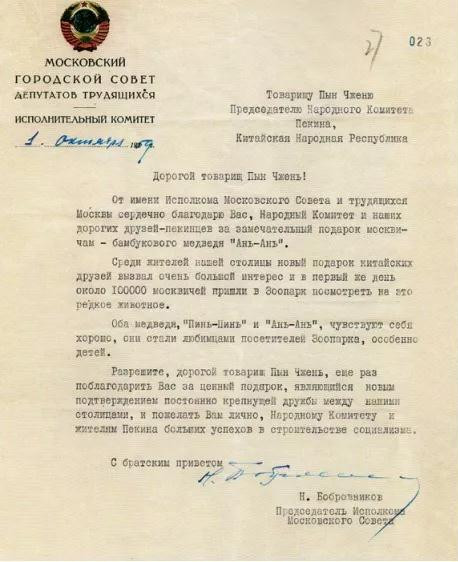 27
023
МОСКОВСКИЙ
ГОРОДСКОЙ СОВЕТ
ДЕПУТАТОВ ТРУДЯЩИХСЯ
ИСПОЛНИТЕЛЬНЫЙ КОМИТЕТ
1 октября 1959
Товарищу Пын Чженю
Председателю Народного Комитета
Пекина,
Китайская Народная Республика
Дорогой товарищ Пын Чжень!
От имени Исполкома Московского Совета и трудящихся
Москвы сердечно благодарю Вас, Народный Комитет и наших
дорогих друзей-пекинцев за замечательный подарок москви-
чам - бамбукового медведя "Ань-Ань".
Среди жителей нашей столицы новый подарок китайских
друзей вызвал очень большой интерес и в первый же день
около 100000 москвичей пришли в Зоопарк посмотреть на это
редкое животное.
Оба медведя, "Пинь-Пинь" и "Ань-Ань", чувствуют себя
хорошо, они стали любимцами посетителей Зоопарка, особенно
детей.
Разрешите, дорогой товарищ Пын Чжень, еще раз
поблагодарить Вас за ценный подарок, являющийся новым
подтверждением постоянно крепнущей дружбы между нашими
столицами, и пожелать Вам лично, Народному Комитету и
жителям Пекина больших успехов в строительстве социализма.
С братским приветом
Н. Бобровников
Председатель Исполкома
Московского Совета